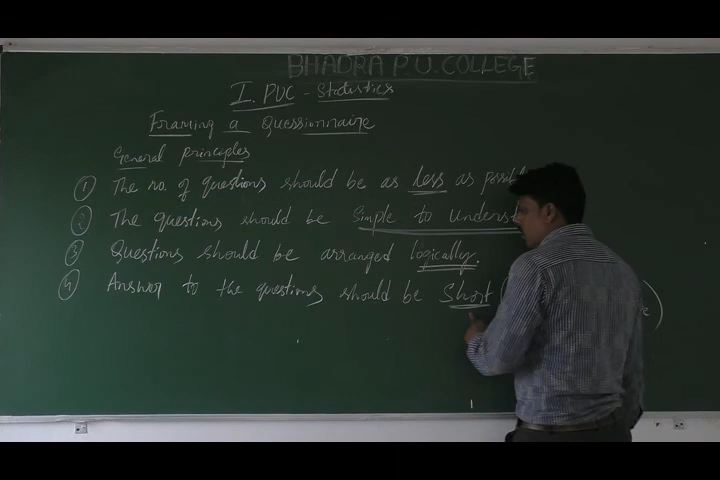 BHADRA P.U. COLLEGE
I. PUC - Statistics
Framing a Quessionnaire
General principles
① The no. of questions should be as less as possib
② The questions should be Simple to underst
③ Questions should be arranged logically.
④ Answer to the questions should be Short ( )